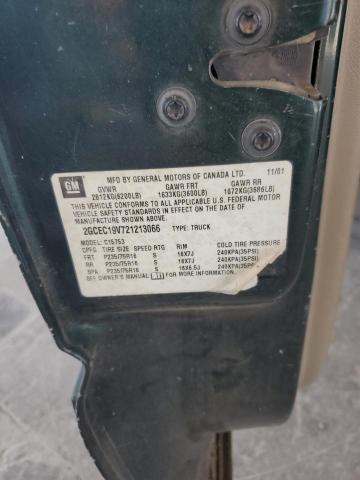 GM
MFD BY GENERAL MOTORS OF CANADA LTD. 11/01
GVWR GAWR FRT GAWR RR
2812KG(6200LB) 1633KG(3600LB) 1672KG(3686LB)
THIS VEHICLE CONFORMS TO ALL APPLICABLE U.S. FEDERAL MOTOR
VEHICLE SAFETY STANDARDS IN EFFECT ON THE DATE OF
MANUFACTURE SHOWN ABOVE.
2GCEC19V721213066 TYPE: TRUCK
MODEL: C15753
CPFG TIRE SIZE SPEED RTG RIM COLD TIRE PRESSURE
FRT P235/75R16 S 16X7J 240KPA(35PSI)
RR P235/75R16 S 16X7J 240KPA(35PSI)
SPA P235/75R16 S 16X6.5J 240KPA(35PSI)
SEE OWNER'S MANUAL FOR MORE INFORMATION.